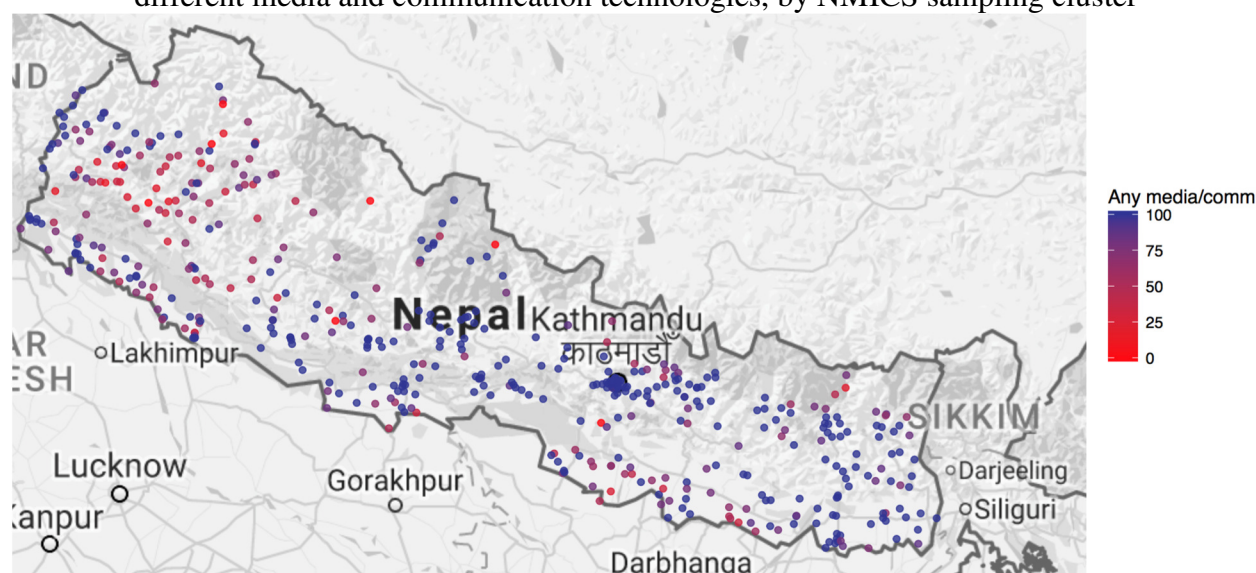 different media and communication technologies, by NMICS sampling cluster
ND
Any media/comm
100
75
50
25
0
Nepal
Kathmandu
काठमाडौं
AR
ESH
Lakhimpur
SIKKIM
Lucknow
Gorakhpur
Darjeeling
Siliguri
Kanpur
Darbhanga